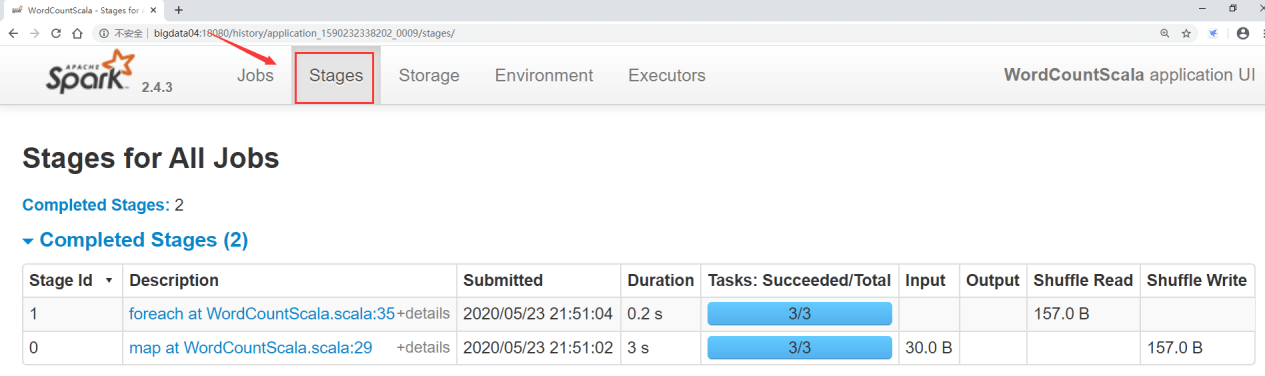 WordCountScala - Stages for A
不安全 | bigdata04:18080/history/application_1590232338202_0009/stages/
APACHE Spark 2.4.3 Jobs Stages Storage Environment Executors WordCountScala application UI
Stages for All Jobs
Completed Stages: 2
Completed Stages (2)
Stage Id Description Submitted Duration Tasks: Succeeded/Total Input Output Shuffle Read Shuffle Write
1 foreach at WordCountScala.scala:35 +details 2020/05/23 21:51:04 0.2 s 3/3 157.0 B
0 map at WordCountScala.scala:29 +details 2020/05/23 21:51:02 3 s 3/3 30.0 B 157.0 B